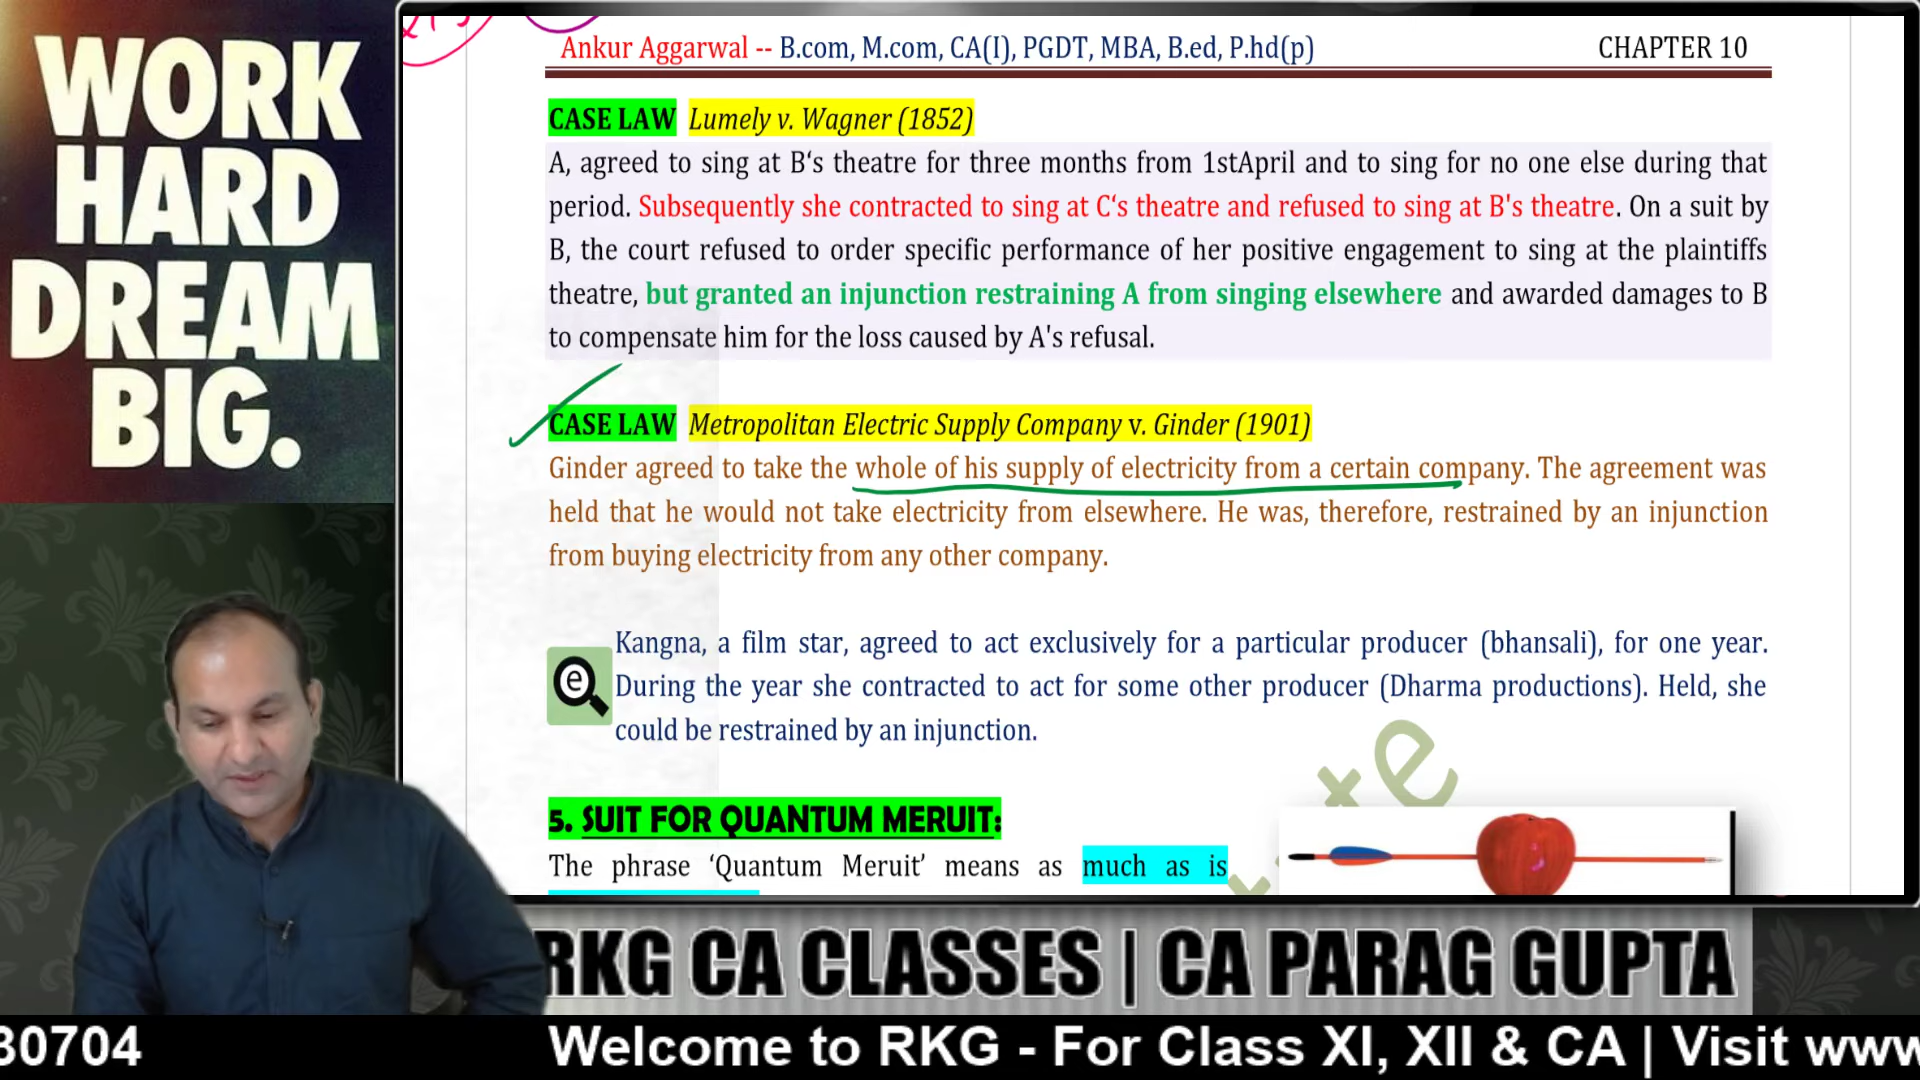 WORK
HARD
DREAM
BIG.
Ankur Aggarwal -- B.com, M.com, CA(I), PGDT, MBA, B.ed, P.hd(p)
CHAPTER 10
CASE LAW Lumely v. Wagner (1852)
A, agreed to sing at B‘s theatre for three months from 1stApril and to sing for no one else during that
period. Subsequently she contracted to sing at C‘s theatre and refused to sing at B's theatre. On a suit by
B, the court refused to order specific performance of her positive engagement to sing at the plaintiffs
theatre, but granted an injunction restraining A from singing elsewhere and awarded damages to B
to compensate him for the loss caused by A's refusal.
CASE LAW Metropolitan Electric Supply Company v. Ginder (1901)
Ginder agreed to take the whole of his supply of electricity from a certain company. The agreement was
held that he would not take electricity from elsewhere. He was, therefore, restrained by an injunction
from buying electricity from any other company.
e
Kangna, a film star, agreed to act exclusively for a particular producer (bhansali), for one year.
During the year she contracted to act for some other producer (Dharma productions). Held, she
could be restrained by an injunction.
5. SUIT FOR QUANTUM MERUIT:
The phrase ‘Quantum Meruit’ means as much as is
RKG CA CLASSES | CA PARAG GUPTA
30704
Welcome to RKG - For Class XI, XII & CA | Visit www